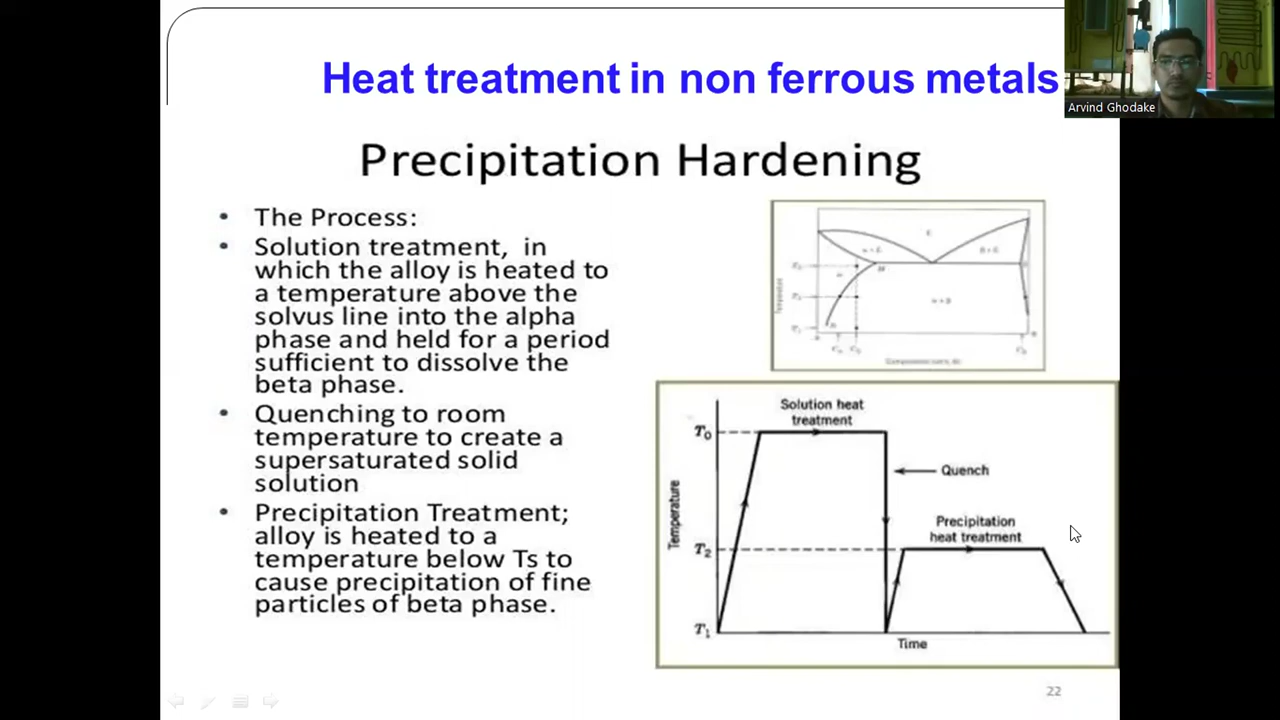 Heat treatment in non ferrous metals
Arvind Ghodake
Precipitation Hardening
• The Process:
• Solution treatment, in
which the alloy is heated to
a temperature above the
solvus line into the alpha
phase and held for a period
sufficient to dissolve the
beta phase.
• Quenching to room
temperature to create a
supersaturated solid
solution
• Precipitation Treatment;
alloy is heated to a
temperature below Ts to
cause precipitation of fine
particles of beta phase.
Temperature
Solution heat
treatment
T0
Quench
Precipitation
heat treatment
T2
T1
Time
22